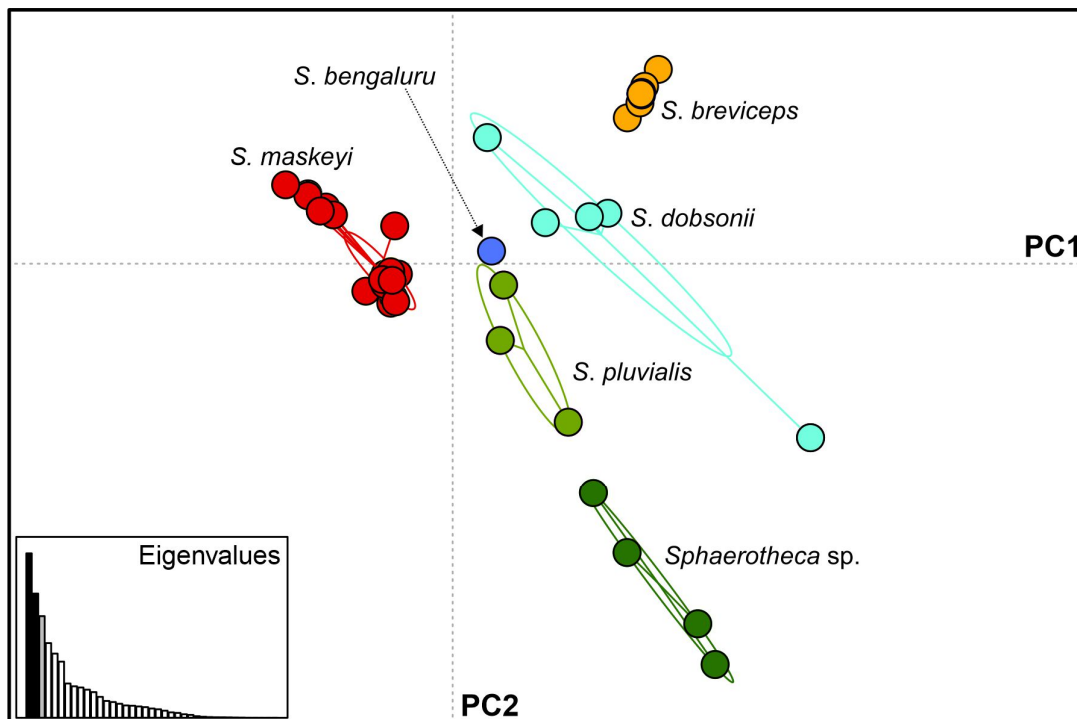 S. bengaluru
S. breviceps
S. maskeyi
S. dobsonii
PC1
S. pluvialis
Eigenvalues
Sphaerotheca sp.
PC2